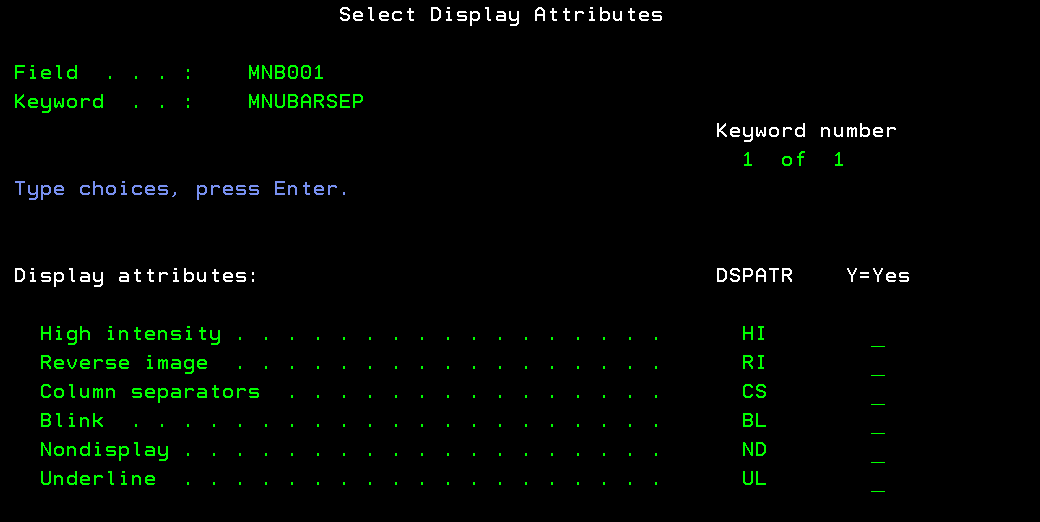 Select Display Attributes
Field . . . : MNB001
Keyword . . : MNUBARSEP
Keyword number
1 of 1
Type choices, press Enter.
Display attributes: DSPATR Y=Yes
High intensity . . . . . . . . . . . . . . . . . HI _
Reverse image . . . . . . . . . . . . . . . . . RI _
Column separators . . . . . . . . . . . . . . . CS _
Blink . . . . . . . . . . . . . . . . . . . . . BL _
Nondisplay . . . . . . . . . . . . . . . . . . . ND _
Underline . . . . . . . . . . . . . . . . . . . UL _